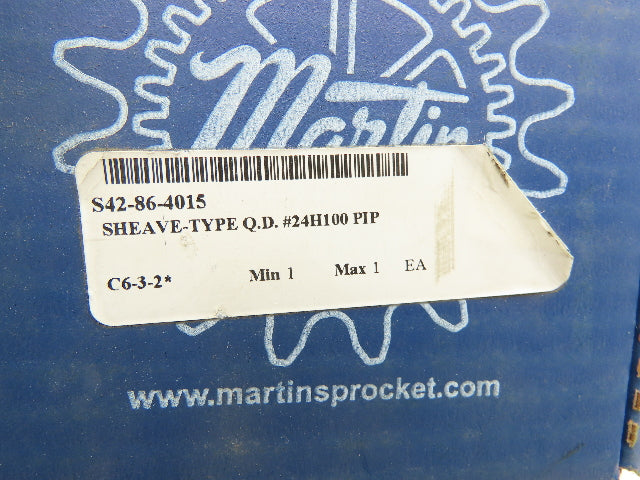 Martin
S42-86-4015
SHEAVE-TYPE Q.D. #24H100 PIP
C6-3-2* Min 1 Max 1 EA
www.martinsprocket.com